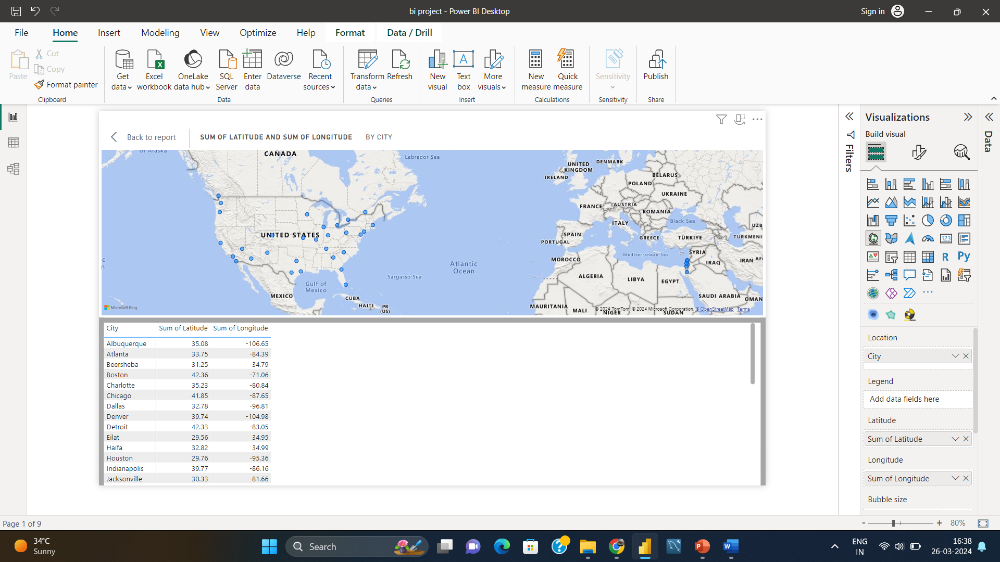 bi project - Power BI Desktop
Sign in
File Home Insert Modeling View Optimize Help Format Data / Drill
Paste
Cut
Copy
Format painter
Clipboard
Get data
Excel workbook
OneLake data hub
SQL Server
Enter data
Dataverse
Recent sources
Data
Transform data
Refresh
Queries
New visual
Text box
More visuals
Insert
New measure
Quick measure
Calculations
Sensitivity
Sensitivity
Publish
Share
Back to report
SUM OF LATITUDE AND SUM OF LONGITUDE BY CITY
of Alaska
CANADA
Labrador Sea
UNITED KINGDOM
DENMARK
IRELAND
BELARUS
POLAND
UKRAINE
FRANCE
AUSTRIA
ROMANIA
ITALY
Black Sea
UZB
UNITED STATES
SPAIN
PORTUGAL
GREECE
TÜRKIYE
TURKMENI
SYRIA
Mediterranean Sea
MOROCCO
IRAQ
IRAN
AF
Atlantic Ocean
ALGERIA
LIBYA
EGYPT
Sargasso Sea
Gulf of Mexico
MEXICO
CUBA
HAITI
PR (US)
SAUDI ARABIA
OMAN
MAURITANIA
MALI
NIGER
SUDAN
Microsoft Bing
© 2024 TomTom, © 2024 Microsoft Corporation, © OpenStreetMap Terms
City Sum of Latitude Sum of Longitude
Albuquerque 35.08 -106.65
Atlanta 33.75 -84.39
Beersheba 31.25 34.79
Boston 42.36 -71.06
Charlotte 35.23 -80.84
Chicago 41.85 -87.65
Dallas 32.78 -96.81
Denver 39.74 -104.98
Detroit 42.33 -83.05
Eilat 29.56 34.95
Haifa 32.82 34.99
Houston 29.76 -95.36
Indianapolis 39.77 -86.16
Jacksonville 30.33 -81.66
Filters
Visualizations
Build visual
123
R
Py
Location
City
Legend
Add data fields here
Latitude
Sum of Latitude
Longitude
Sum of Longitude
Bubble size
Data
Page 1 of 9
80%
34°C
Sunny
Search
ENG
IN
16:38
26-03-2024